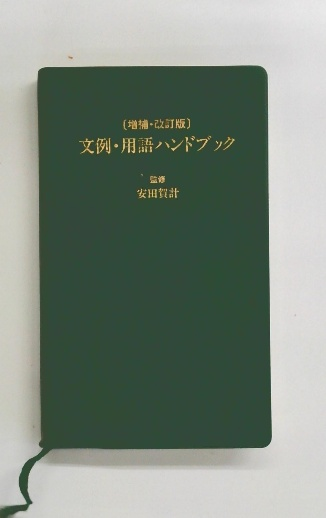 〔増補・改訂版〕
文例・用語ハンドブック
監修
安田賀計